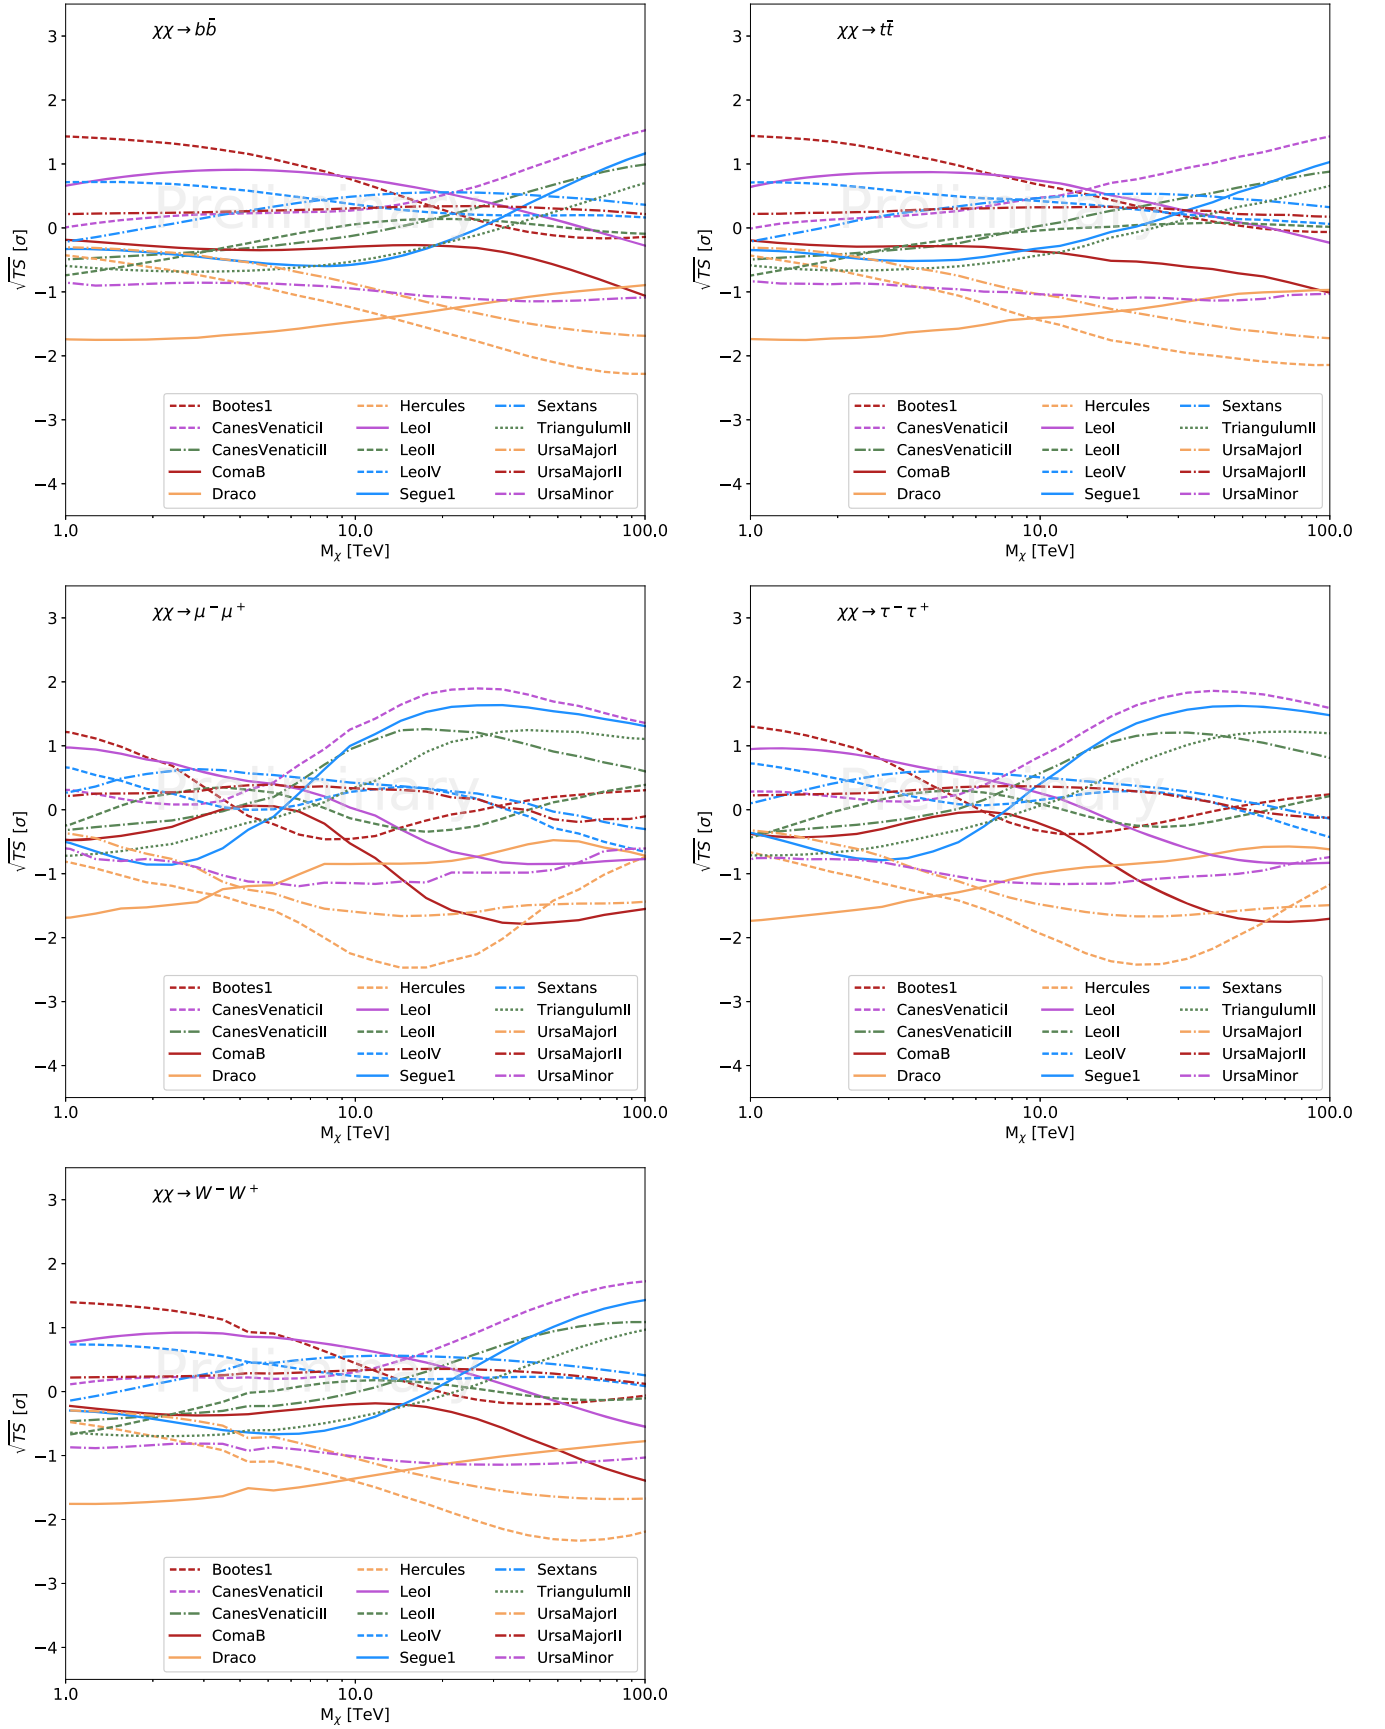 χχ → bb̄
Preliminary
√TS [σ]
3
2
1
0
−1
−2
−3
−4
Bootes1 Hercules Sextans
CanesVenaticiI LeoI TriangulumII
CanesVenaticiII LeoII UrsaMajorI
ComaB LeoIV UrsaMajorII
Draco Segue1 UrsaMinor
1.0 10.0 100.0
Mχ [TeV]
χχ → tt̄
Preliminary
√TS [σ]
3
2
1
0
−1
−2
−3
−4
Bootes1 Hercules Sextans
CanesVenaticiI LeoI TriangulumII
CanesVenaticiII LeoII UrsaMajorI
ComaB LeoIV UrsaMajorII
Draco Segue1 UrsaMinor
1.0 10.0 100.0
Mχ [TeV]
χχ → μ⁻μ⁺
Preliminary
√TS [σ]
3
2
1
0
−1
−2
−3
−4
Bootes1 Hercules Sextans
CanesVenaticiI LeoI TriangulumII
CanesVenaticiII LeoII UrsaMajorI
ComaB LeoIV UrsaMajorII
Draco Segue1 UrsaMinor
1.0 10.0 100.0
Mχ [TeV]
χχ → τ⁻τ⁺
Preliminary
√TS [σ]
3
2
1
0
−1
−2
−3
−4
Bootes1 Hercules Sextans
CanesVenaticiI LeoI TriangulumII
CanesVenaticiII LeoII UrsaMajorI
ComaB LeoIV UrsaMajorII
Draco Segue1 UrsaMinor
1.0 10.0 100.0
Mχ [TeV]
χχ → W⁻W⁺
Preliminary
√TS [σ]
3
2
1
0
−1
−2
−3
−4
Bootes1 Hercules Sextans
CanesVenaticiI LeoI TriangulumII
CanesVenaticiII LeoII UrsaMajorI
ComaB LeoIV UrsaMajorII
Draco Segue1 UrsaMinor
1.0 10.0 100.0
Mχ [TeV]